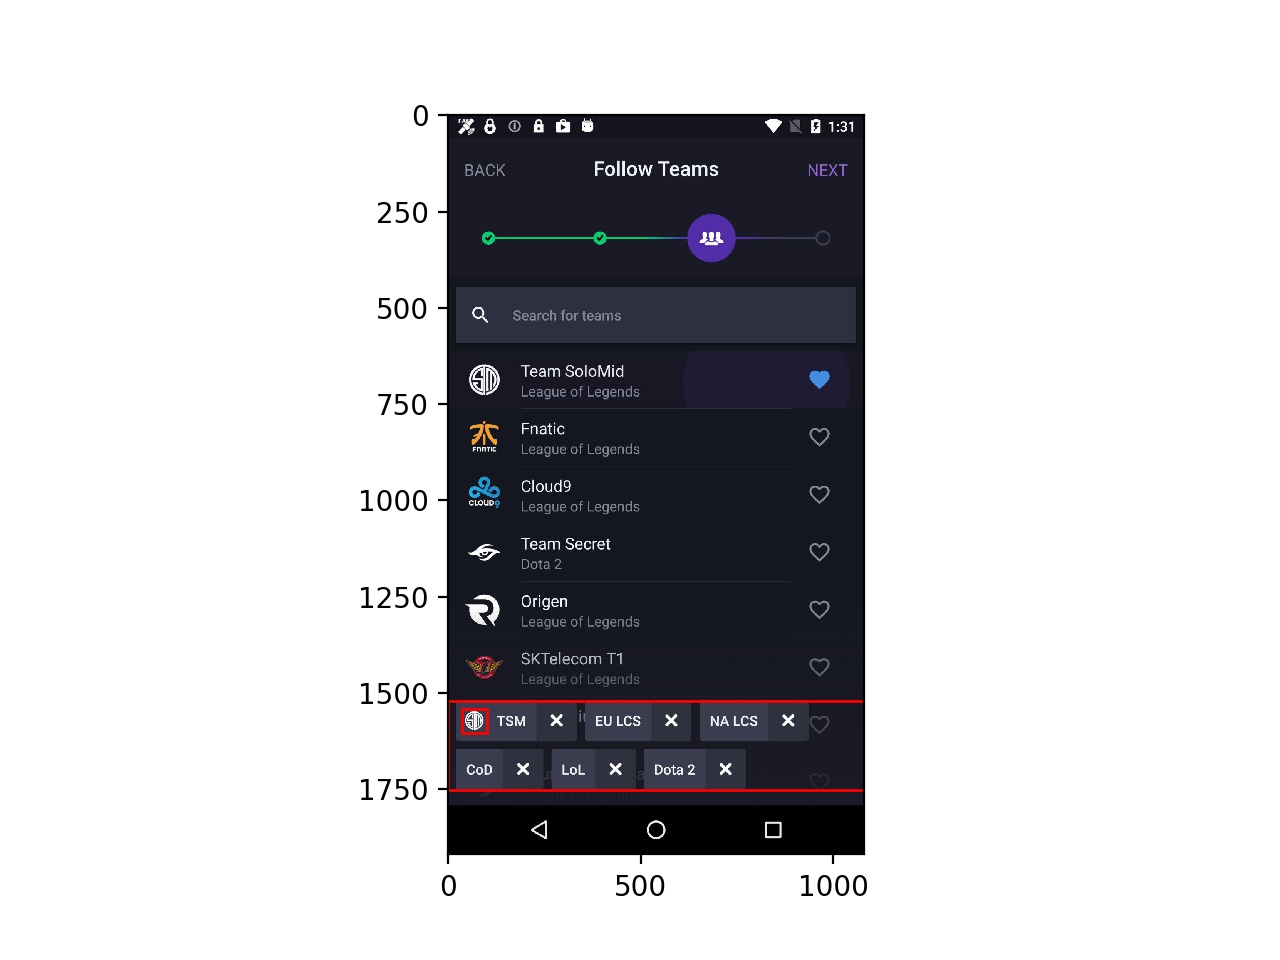 0
250
500
750
1000
1250
1500
1750
0
500
1000
1:31
BACK
Follow Teams
NEXT
Search for teams
Team SoloMid
League of Legends
Fnatic
League of Legends
FNATIC
Cloud9
League of Legends
CLOUD9
Team Secret
Dota 2
Origen
League of Legends
SKTelecom T1
League of Legends
TSM
EU LCS
NA LCS
CoD
LoL
Dota 2